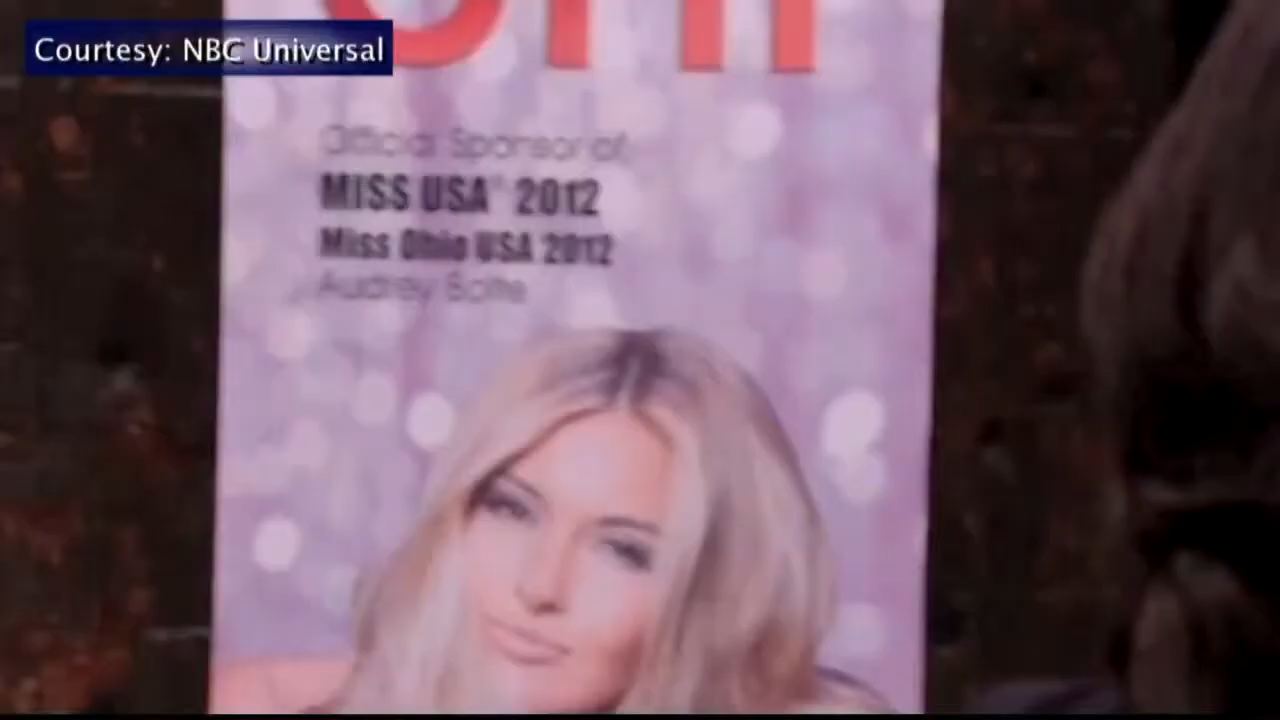 Courtesy: NBC Universal
Official Sponsor of
MISS USA® 2012
Miss Ohio USA 2012
Audrey Bolte